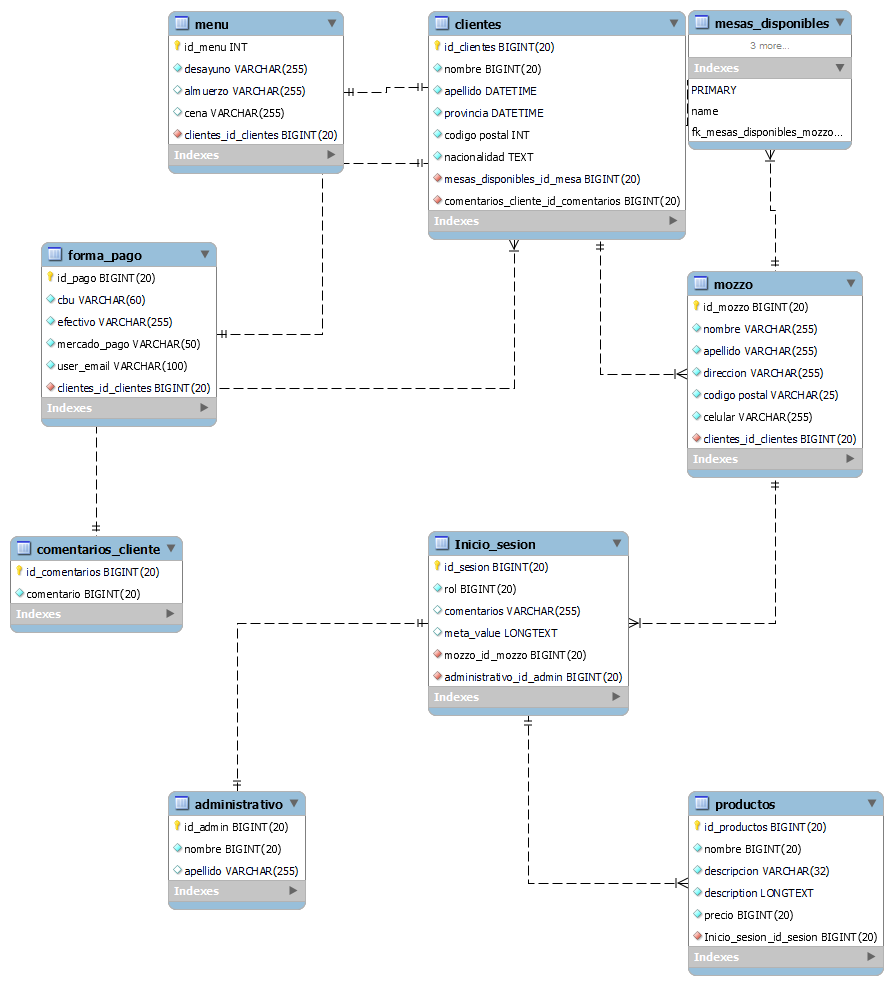 menu
id_menu INT
desayuno VARCHAR(255)
almuerzo VARCHAR(255)
cena VARCHAR(255)
clientes_id_clientes BIGINT(20)
Indexes
clientes
id_clientes BIGINT(20)
nombre BIGINT(20)
apellido DATETIME
provincia DATETIME
codigo postal INT
nacionalidad TEXT
mesas_disponibles_id_mesa BIGINT(20)
comentarios_cliente_id_comentarios BIGINT(20)
Indexes
mesas_disponibles
3 more...
Indexes
PRIMARY
name
fk_mesas_disponibles_mozzo...
forma_pago
id_pago BIGINT(20)
cbu VARCHAR(60)
efectivo VARCHAR(255)
mercado_pago VARCHAR(50)
user_email VARCHAR(100)
clientes_id_clientes BIGINT(20)
Indexes
mozzo
id_mozzo BIGINT(20)
nombre VARCHAR(255)
apellido VARCHAR(255)
direccion VARCHAR(255)
codigo postal VARCHAR(25)
celular VARCHAR(255)
clientes_id_clientes BIGINT(20)
Indexes
comentarios_cliente
id_comentarios BIGINT(20)
comentario BIGINT(20)
Indexes
Inicio_sesion
id_sesion BIGINT(20)
rol BIGINT(20)
comentarios VARCHAR(255)
meta_value LONGTEXT
mozzo_id_mozzo BIGINT(20)
administrativo_id_admin BIGINT(20)
Indexes
administrativo
id_admin BIGINT(20)
nombre BIGINT(20)
apellido VARCHAR(255)
Indexes
productos
id_productos BIGINT(20)
nombre BIGINT(20)
descripcion VARCHAR(32)
description LONGTEXT
precio BIGINT(20)
Inicio_sesion_id_sesion BIGINT(20)
Indexes